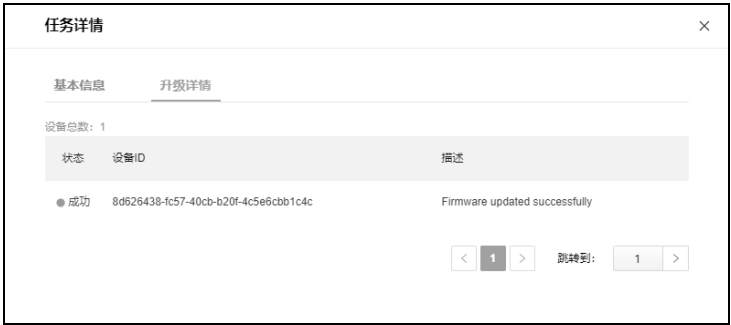 任务详情
基本信息 升级详情
设备总数：1
状态 设备ID 描述
成功 8d626438-fc57-40cb-b20f-4c5e6cbb1c4c Firmware updated successfully
< 1 > 跳转到： 1 >